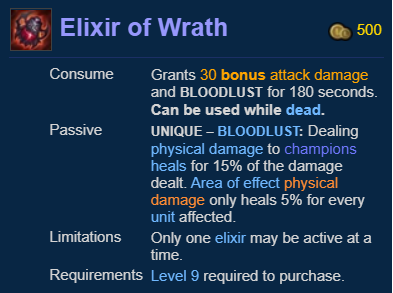 Elixir of Wrath 500
Consume Grants 30 bonus attack damage
and BLOODLUST for 180 seconds.
Can be used while dead.
Passive UNIQUE – BLOODLUST: Dealing
physical damage to champions
heals for 15% of the damage
dealt. Area of effect physical
damage only heals 5% for every
unit affected.
Limitations Only one elixir may be active at a
time.
Requirements Level 9 required to purchase.